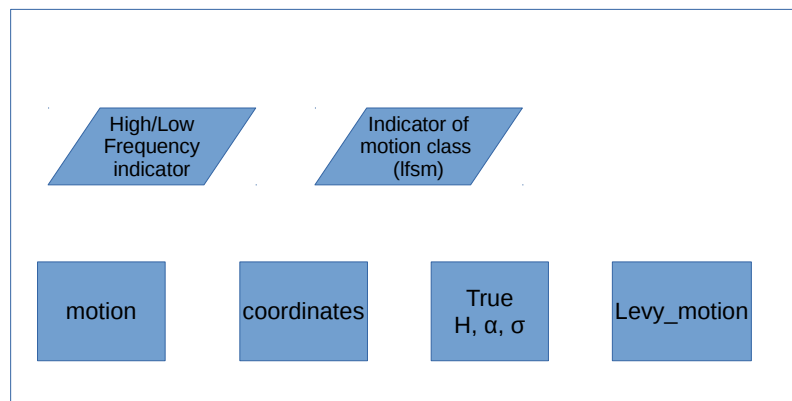 High/Low
Frequency
indicator
Indicator of
motion class
(lfsm)
motion
coordinates
True
H, α, σ
Levy_motion